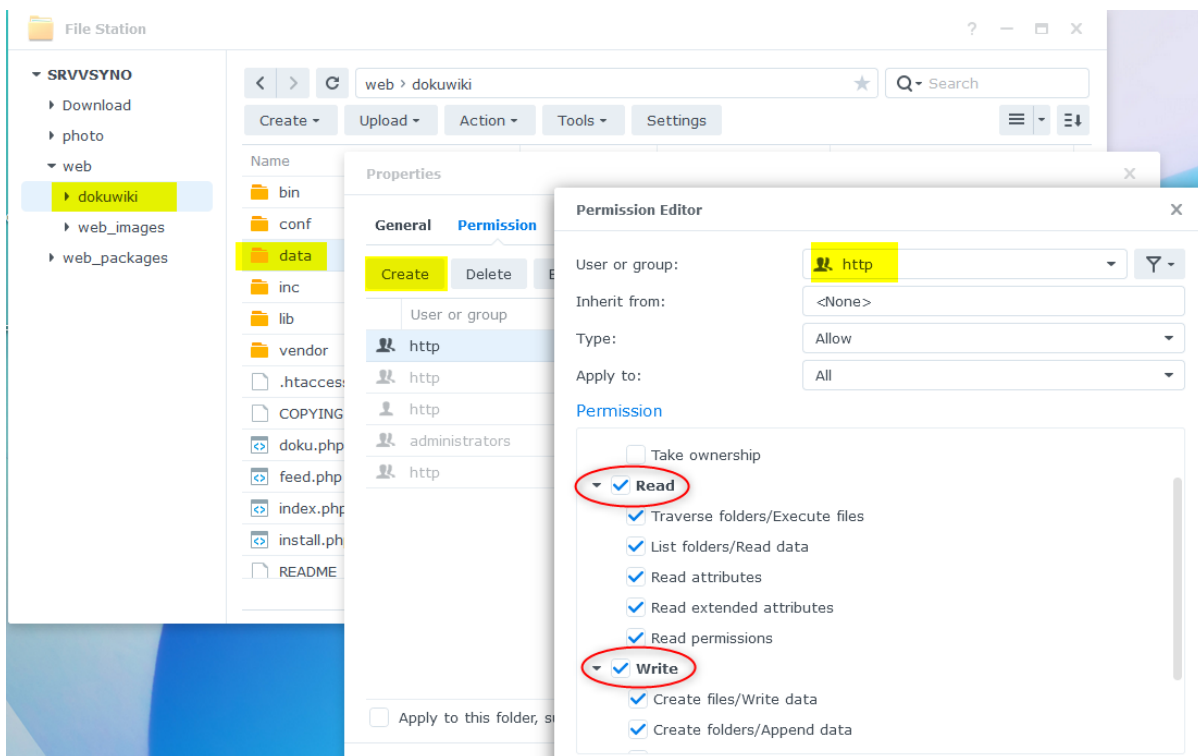 File Station
SRVVSYNO
Download
photo
web
dokuwiki
web_images
web_packages
web > dokuwiki
Search
Create
Upload
Action
Tools
Settings
Name
bin
conf
data
inc
lib
vendor
.htaccess
COPYING
doku.php
feed.php
index.php
install.ph
README
Properties
General
Permission
Create
Delete
E
User or group
http
http
http
administrators
http
Apply to this folder, s
Permission Editor
User or group:
http
Inherit from:
<None>
Type:
Allow
Apply to:
All
Permission
Take ownership
Read
Traverse folders/Execute files
List folders/Read data
Read attributes
Read extended attributes
Read permissions
Write
Create files/Write data
Create folders/Append data